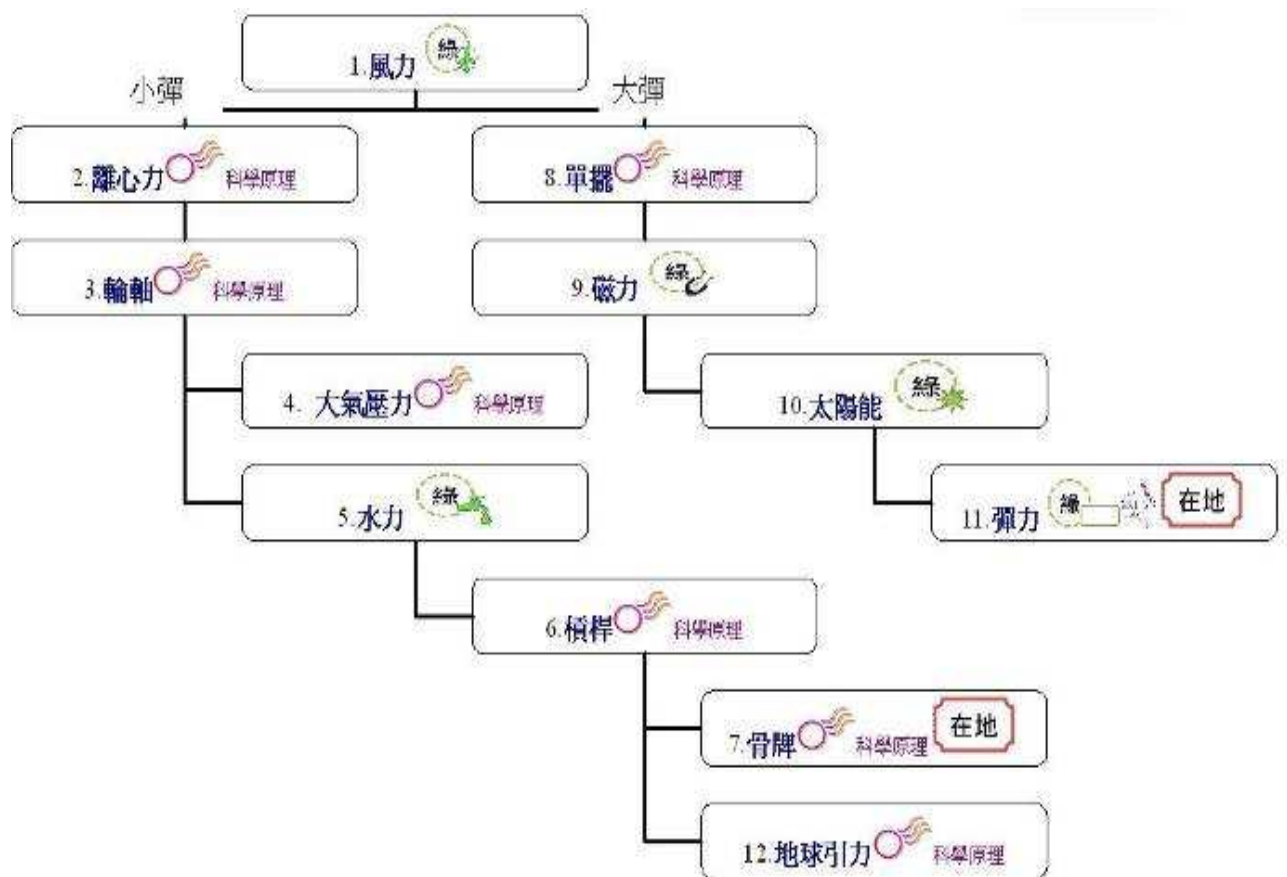 1.風力 綠
小彈
大彈
2.離心力 科學原理
8.單擺 科學原理
3.輪軸 科學原理
9.磁力 綠
4. 大氣壓力 科學原理
10.太陽能 綠
5.水力 綠
11.彈力 綠 在地
6.槓桿 科學原理
7.骨牌 科學原理 在地
12.地球引力 科學原理